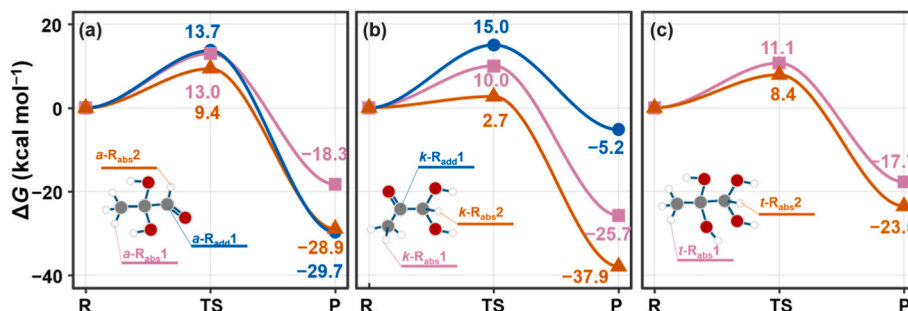 (a)
13.7
13.0
9.4
−18.3
−28.9
−29.7
a-Rabs2
a-Radd1
a-Rabs1
(b)
15.0
10.0
2.7
−5.2
−25.7
−37.9
k-Radd1
k-Rabs2
k-Rabs1
(c)
11.1
8.4
t-Rabs2
t-Rabs1
20
0
−20
−40
ΔG (kcal mol−1)
R
TS
P
R
TS
P
R
TS
P